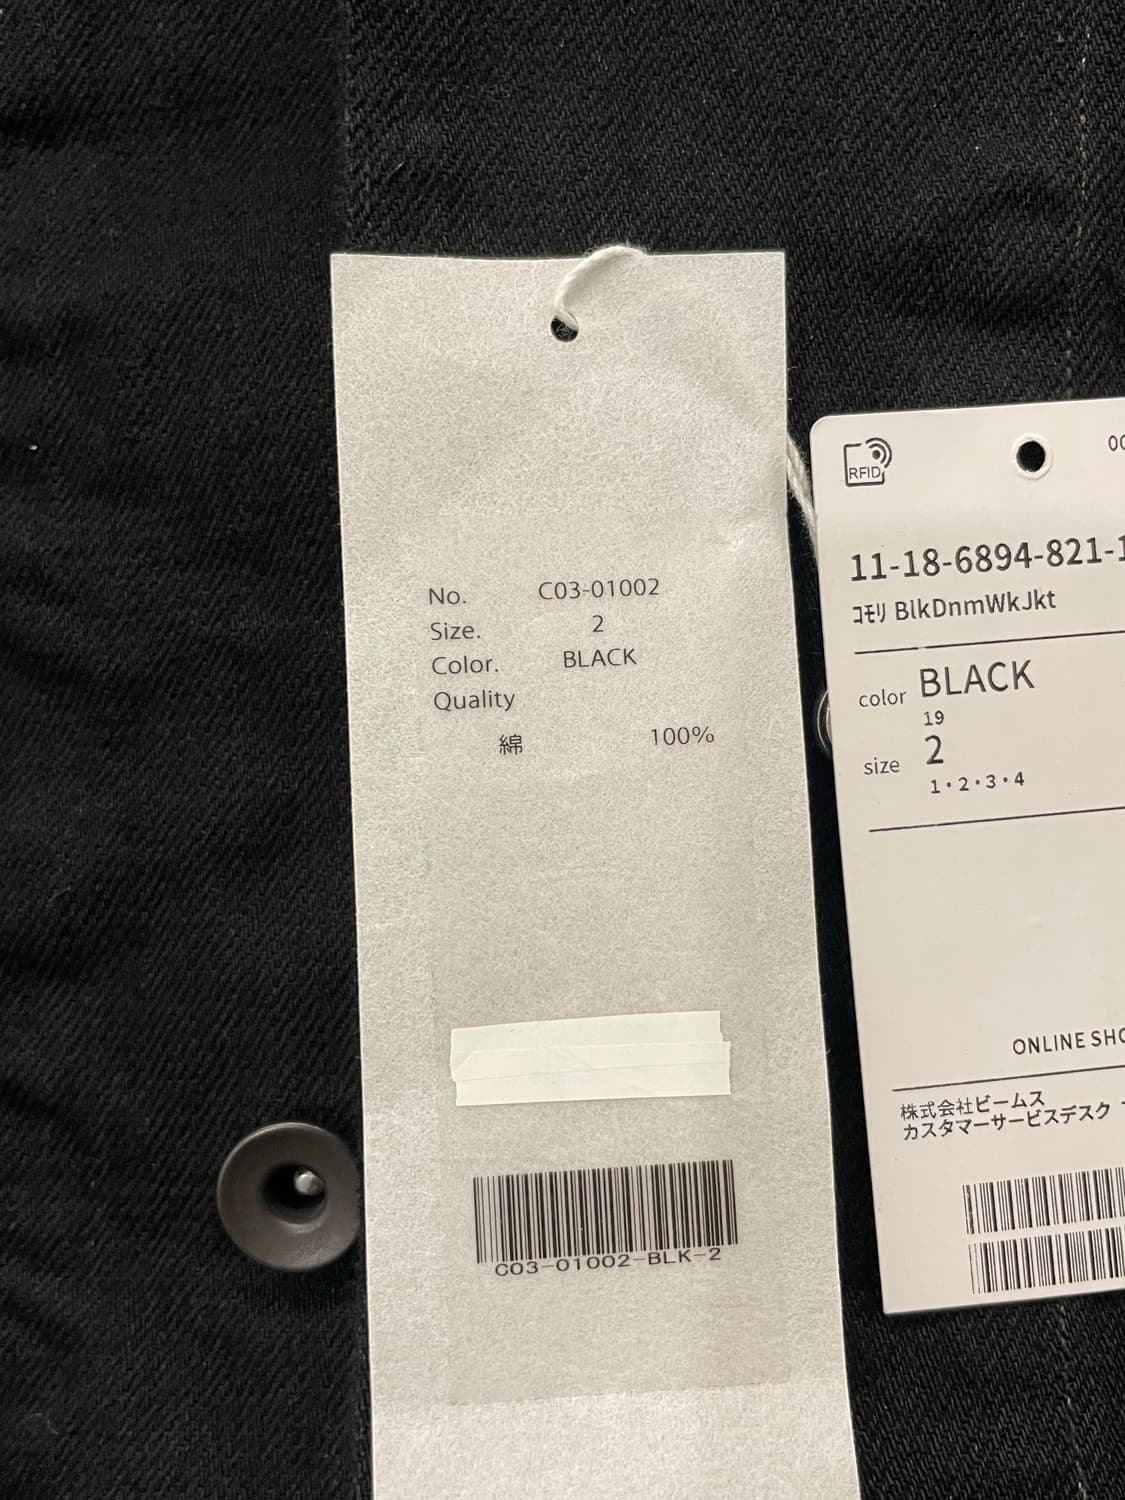 No. C03-01002
Size. 2
Color. BLACK
Quality
綿 100%
C03-01002-BLK-2
RFID
11-18-6894-821-1
コモリ BlkDnmWkJkt
color BLACK
19
size 2
1・2・3・4
ONLINE
株式会社ビームス
カスタマーサービスデスク